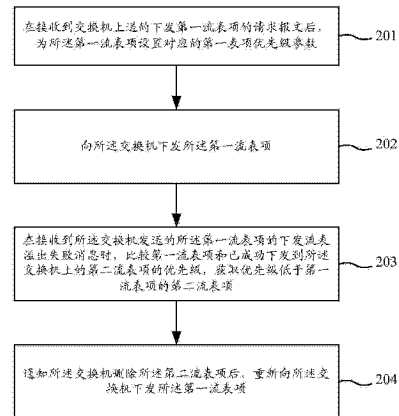 在接收到交换机上送的下发第一流表项的请求报文后，
为所述第一流表项设置对应的第一表项优先级参数
201
向所述交换机下发所述第一流表项
202
在接收到所述交换机发送的所述第一流表项的下发流表
溢出失败消息时，比较第一流表项和已成功下发到所述
交换机上的第二流表项的优先级，获取优先级低于第一
流表项的第二流表项
203
通知所述交换机删除所述第二流表项后，重新向所述交
换机下发所述第一流表项
204